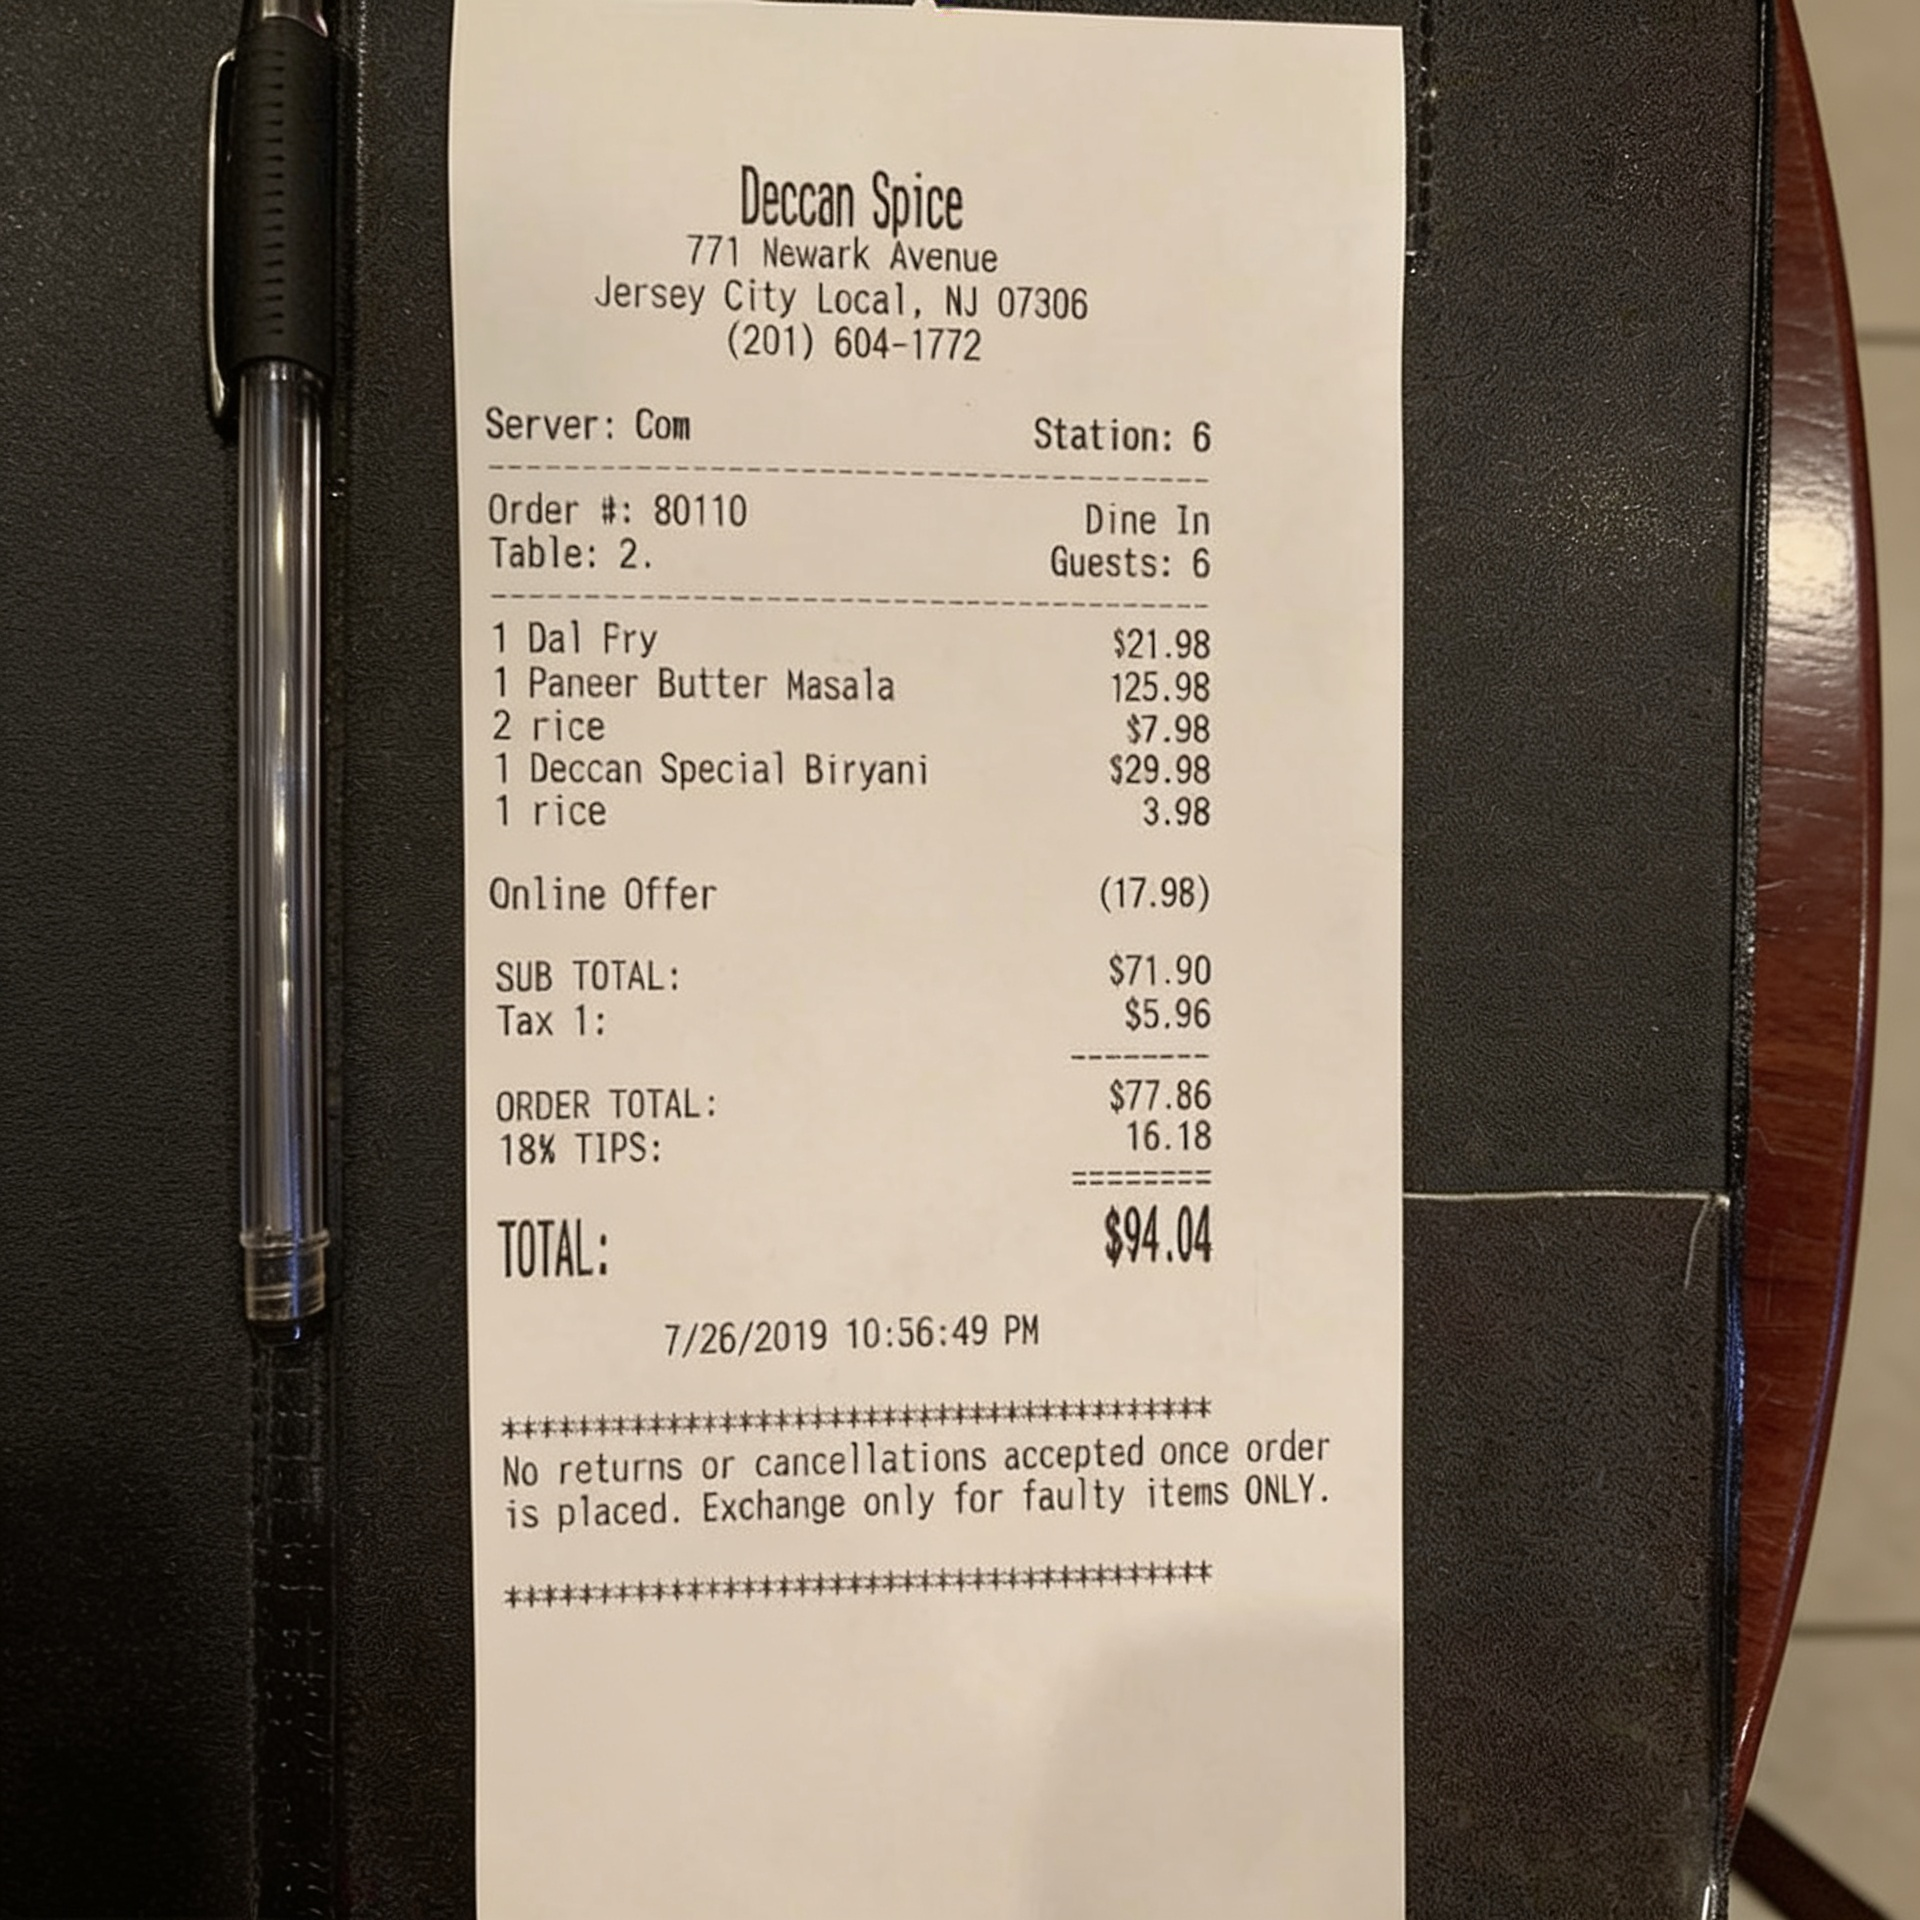 Deccan Spice
771 Newark Avenue
Jersey City Local, NJ 07306
(201) 604-1772
Server: Com Station: 6
Order #: 80110 Dine In
Table: 2. Guests: 6
1 Dal Fry $21.98
1 Paneer Butter Masala 125.98
2 rice $7.98
1 Deccan Special Biryani $29.98
1 rice 3.98
Online Offer (17.98)
SUB TOTAL: $71.90
Tax 1: $5.96
--------
ORDER TOTAL: $77.86
18% TIPS: 16.18
========
TOTAL: $94.04
7/26/2019 10:56:49 PM
No returns or cancellations accepted once order
is placed. Exchange only for faulty items ONLY.